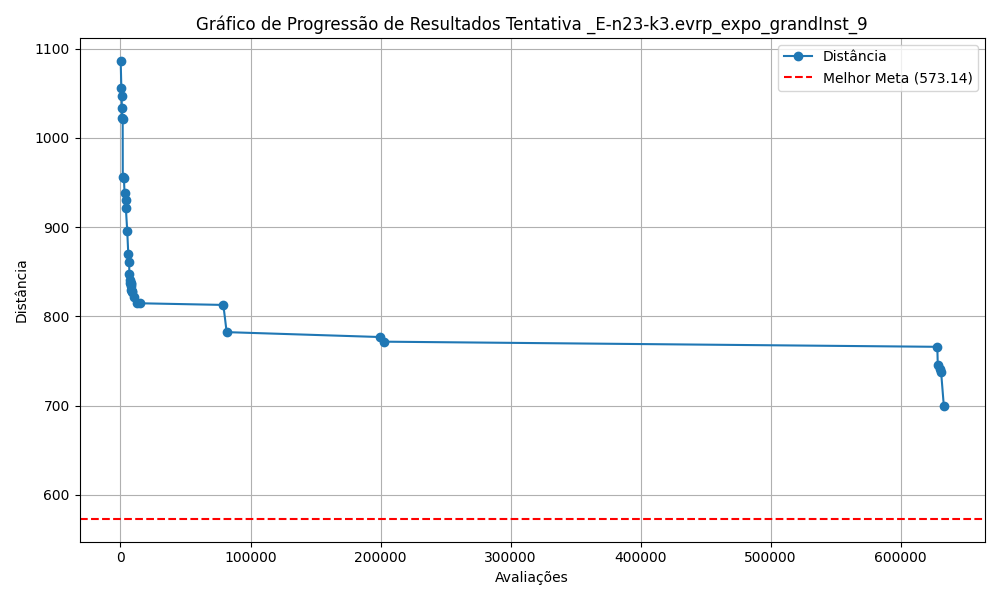 Gráfico de Progressão de Resultados Tentativa _E-n23-k3.evrp_expo_grandInst_9
Distância
Melhor Meta (573.14)
1100
1000
900
800
700
600
Distância
0
100000
200000
300000
400000
500000
600000
Avaliações